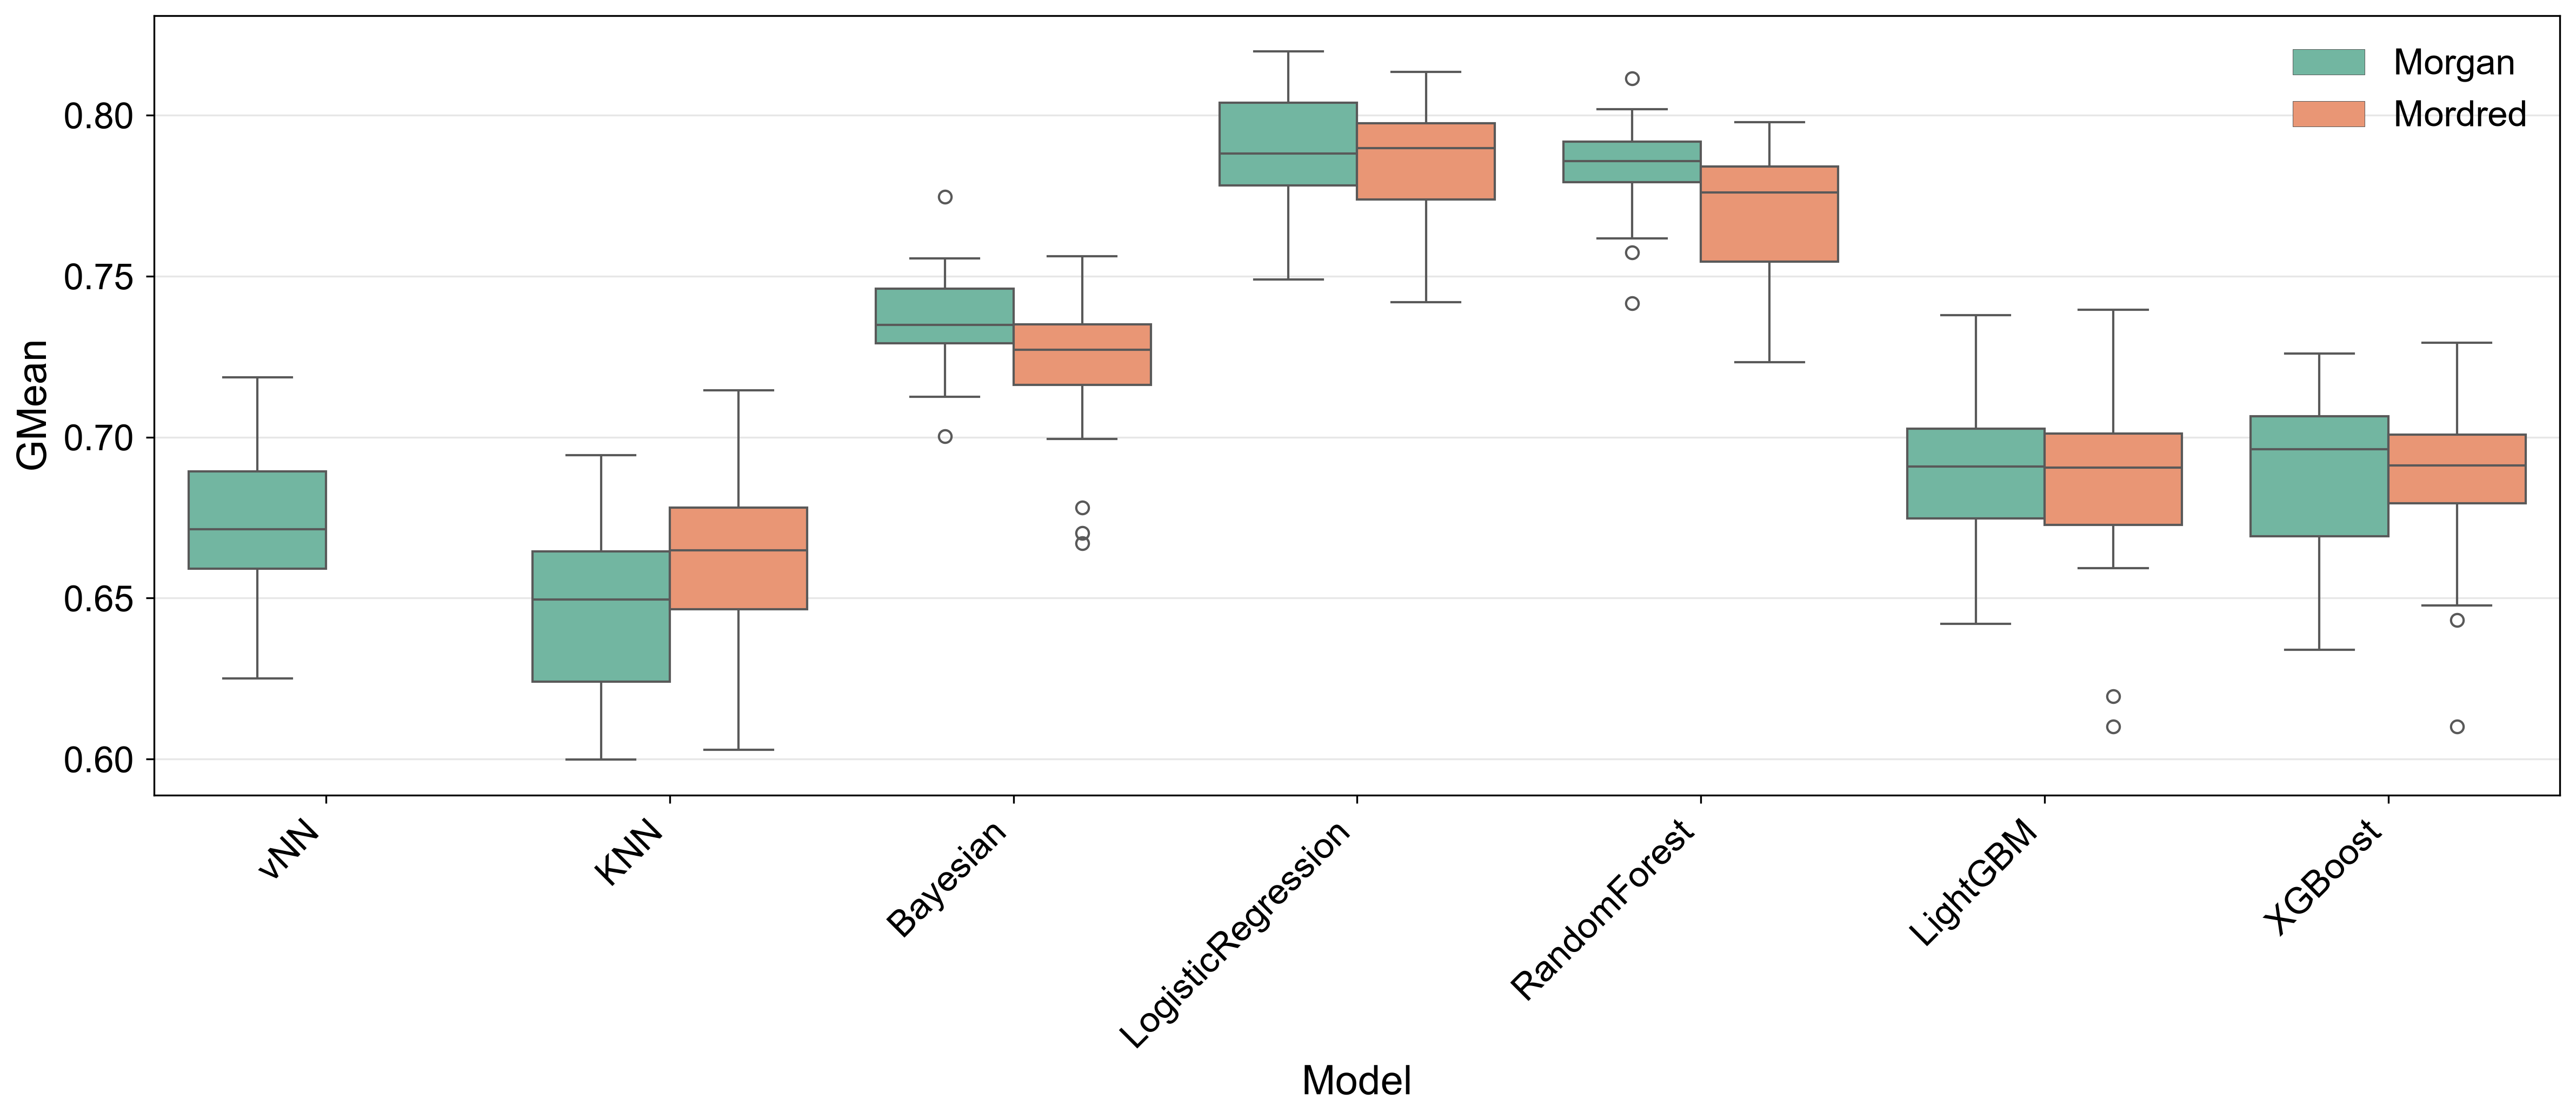 Morgan
Mordred
GMean
0.80
0.75
0.70
0.65
0.60
vNN
KNN
Bayesian
LogisticRegression
RandomForest
LightGBM
XGBoost
Model